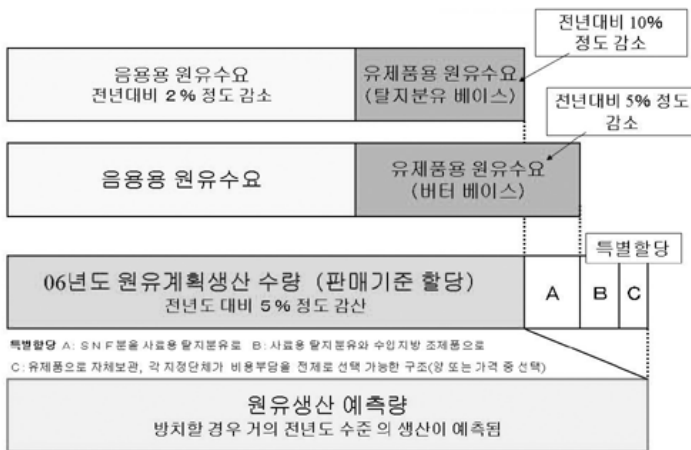 전년대비 10%
정도 감소
음용용 원유수요
전년대비 2% 정도 감소
유제품용 원유수요
(탈지분유 베이스)
전년대비 5% 정도
감소
음용용 원유수요
유제품용 원유수요
(버터 베이스)
특별할당
06년도 원유계획생산 수량 (판매기준 할당)
전년도 대비 5% 정도 감산
A
B
C
특별할당 A: SNF분을 사료용 탈지분유로 B: 사료용 탈지분유와 수입지방 조제품으로
C: 유제품으로 자체보관, 각 지정단체가 비용부담을 전제로 선택 가능한 구조(양 또는 가격 중 선택)
원유생산 예측량
방치할 경우 거의 전년도 수준 의 생산이 예측됨